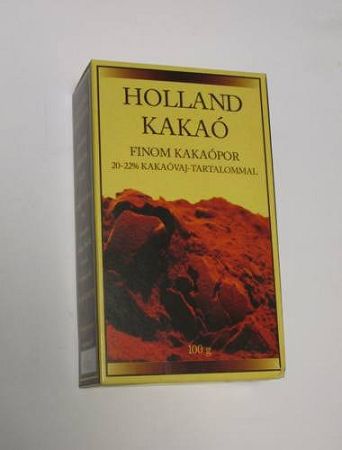 HOLLAND
KAKAÓ
FINOM KAKAÓPOR
20-22% KAKAÓVAJ-TARTALOMMAL
100 g